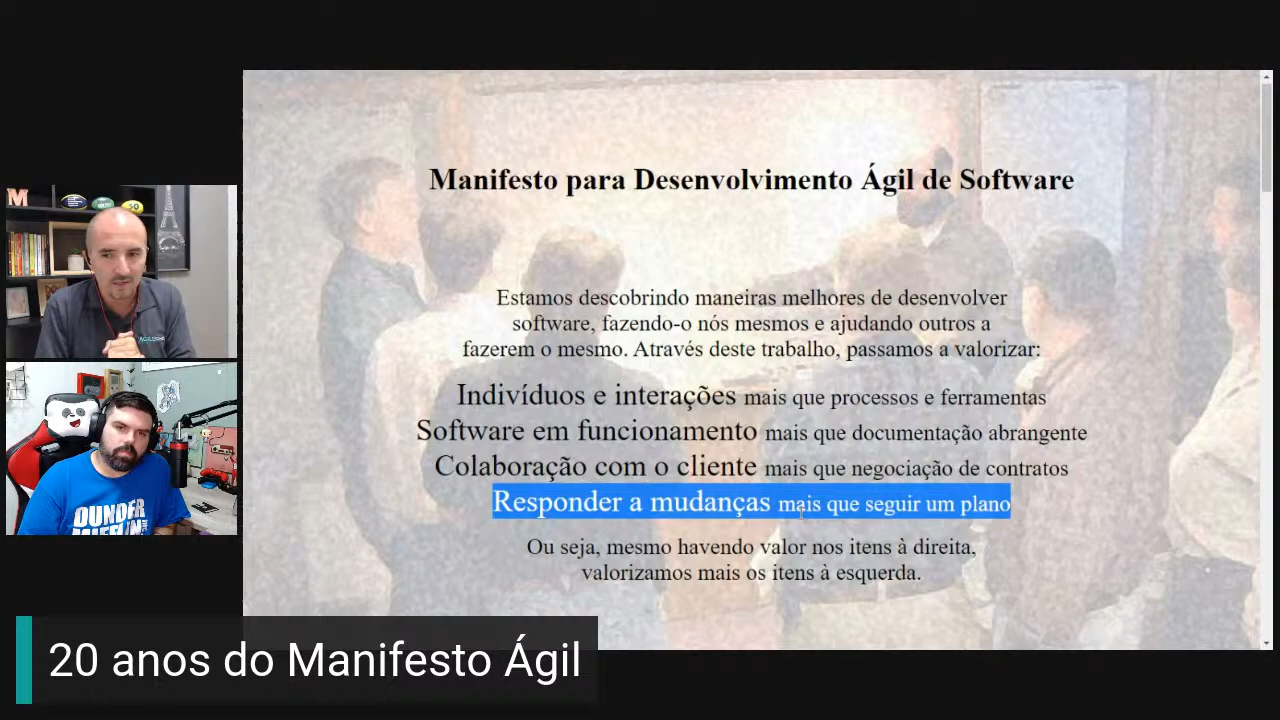 Manifesto para Desenvolvimento Ágil de Software
Estamos descobrindo maneiras melhores de desenvolver
software, fazendo-o nós mesmos e ajudando outros a
fazerem o mesmo. Através deste trabalho, passamos a valorizar:
Indivíduos e interações mais que processos e ferramentas
Software em funcionamento mais que documentação abrangente
Colaboração com o cliente mais que negociação de contratos
Responder a mudanças mais que seguir um plano
Ou seja, mesmo havendo valor nos itens à direita,
valorizamos mais os itens à esquerda.
M
DUNDER
MIFFLIN
20 anos do Manifesto Ágil